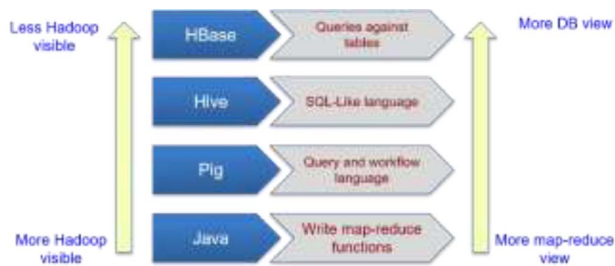 Less Hadoop
visible
HBase
Queries against
tables
More DB view
Hive
SQL-Like language
Pig
Query and workflow
language
More Hadoop
visible
Java
Write map-reduce
functions
More map-reduce
view